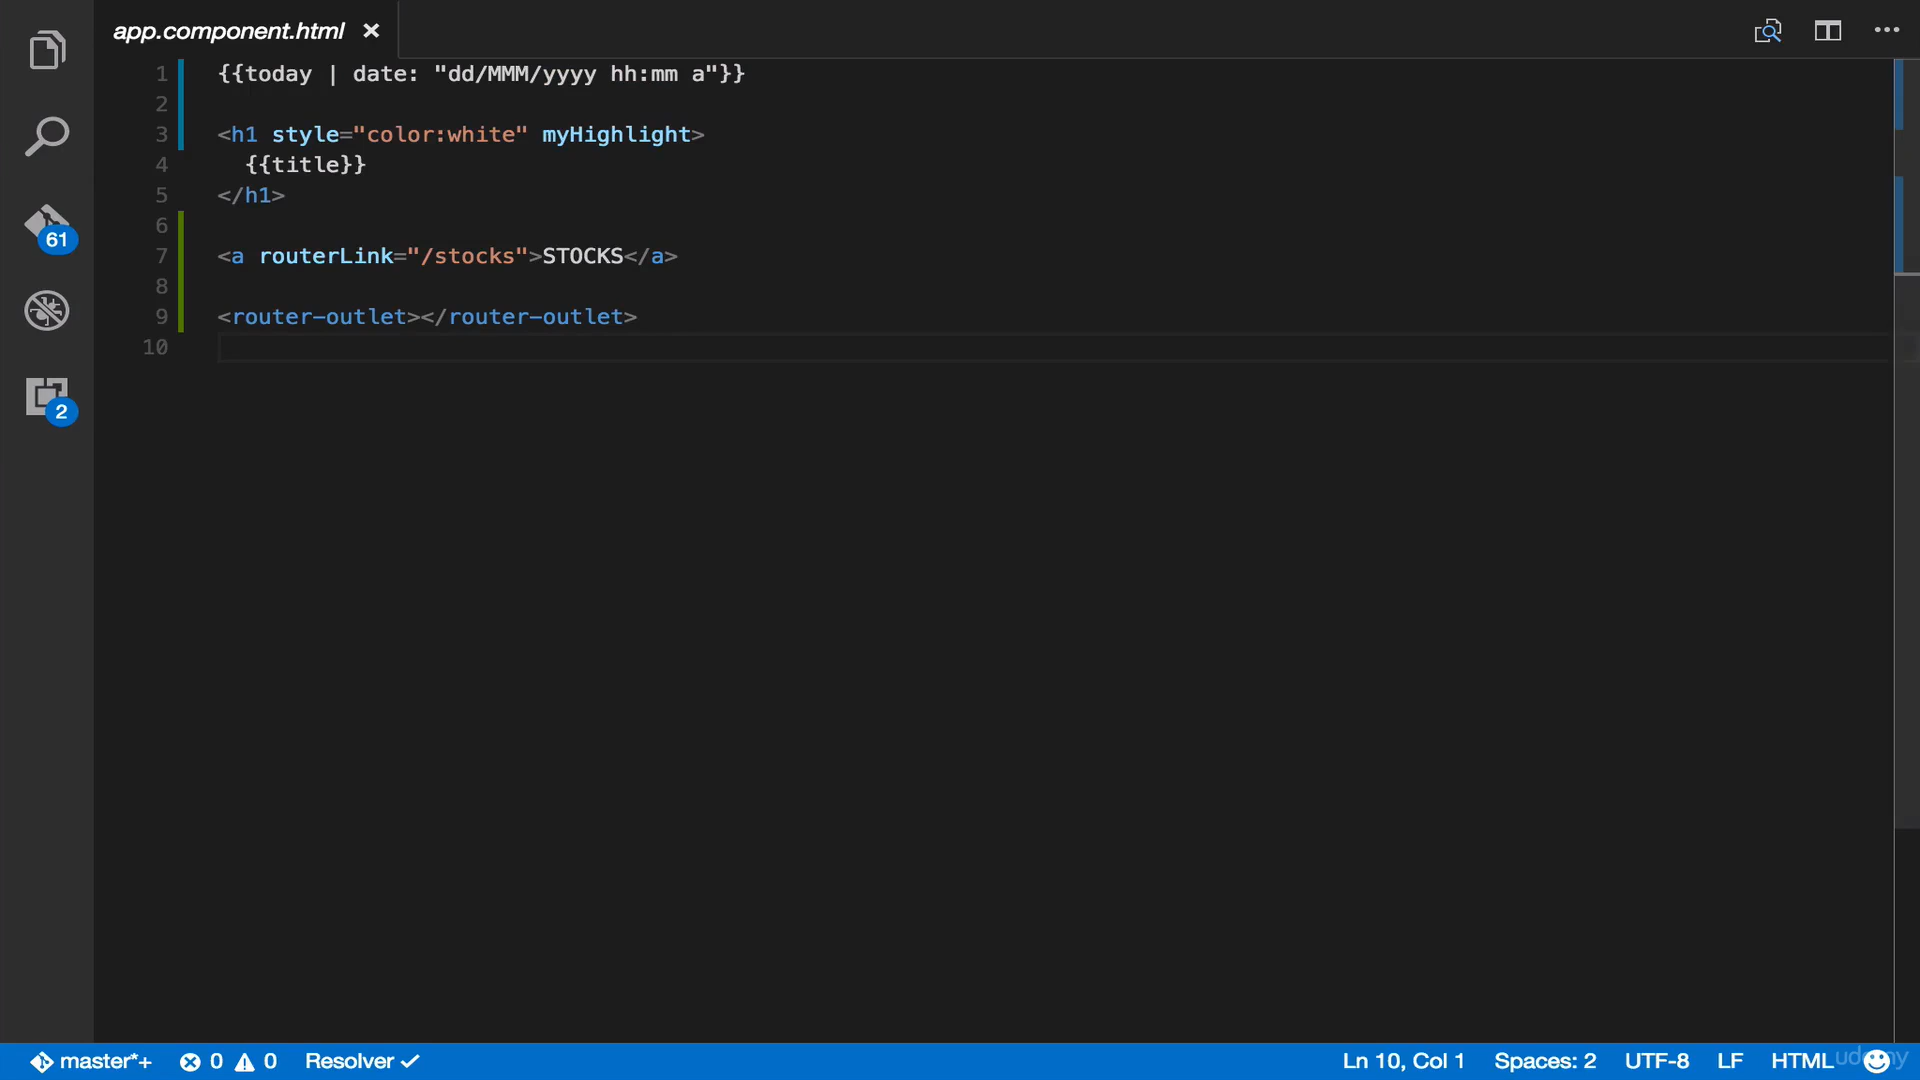 app.component.html
1 {{today | date: "dd/MMM/yyyy hh:mm a"}}
2
3 <h1 style="color:white" myHighlight>
4 {{title}}
5 </h1>
6
7 <a routerLink="/stocks">STOCKS</a>
8
9 <router-outlet></router-outlet>
10
61
2
master*+ 0 0 Resolver Ln 10, Col 1 Spaces: 2 UTF-8 LF HTML
udemy